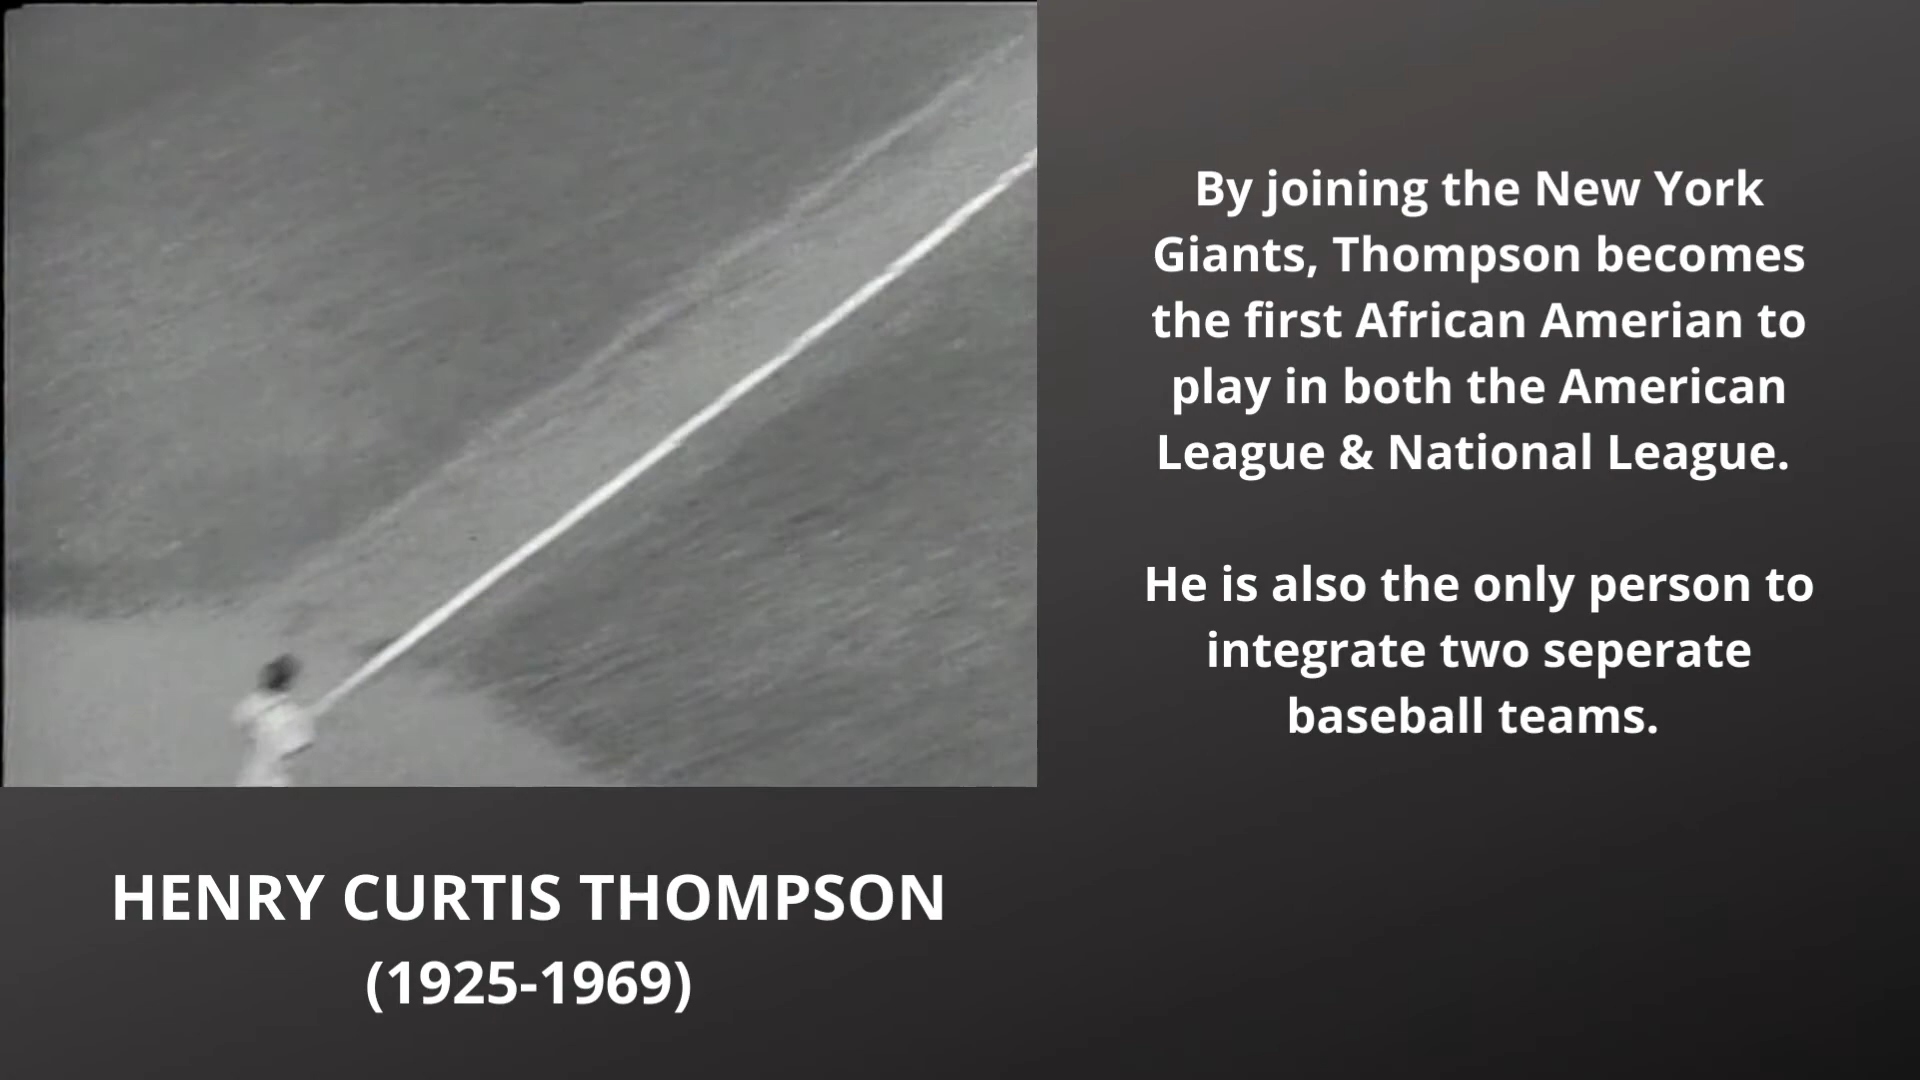 By joining the New York
Giants, Thompson becomes
the first African Amerian to
play in both the American
League & National League.
He is also the only person to
integrate two seperate
baseball teams.
HENRY CURTIS THOMPSON
(1925-1969)